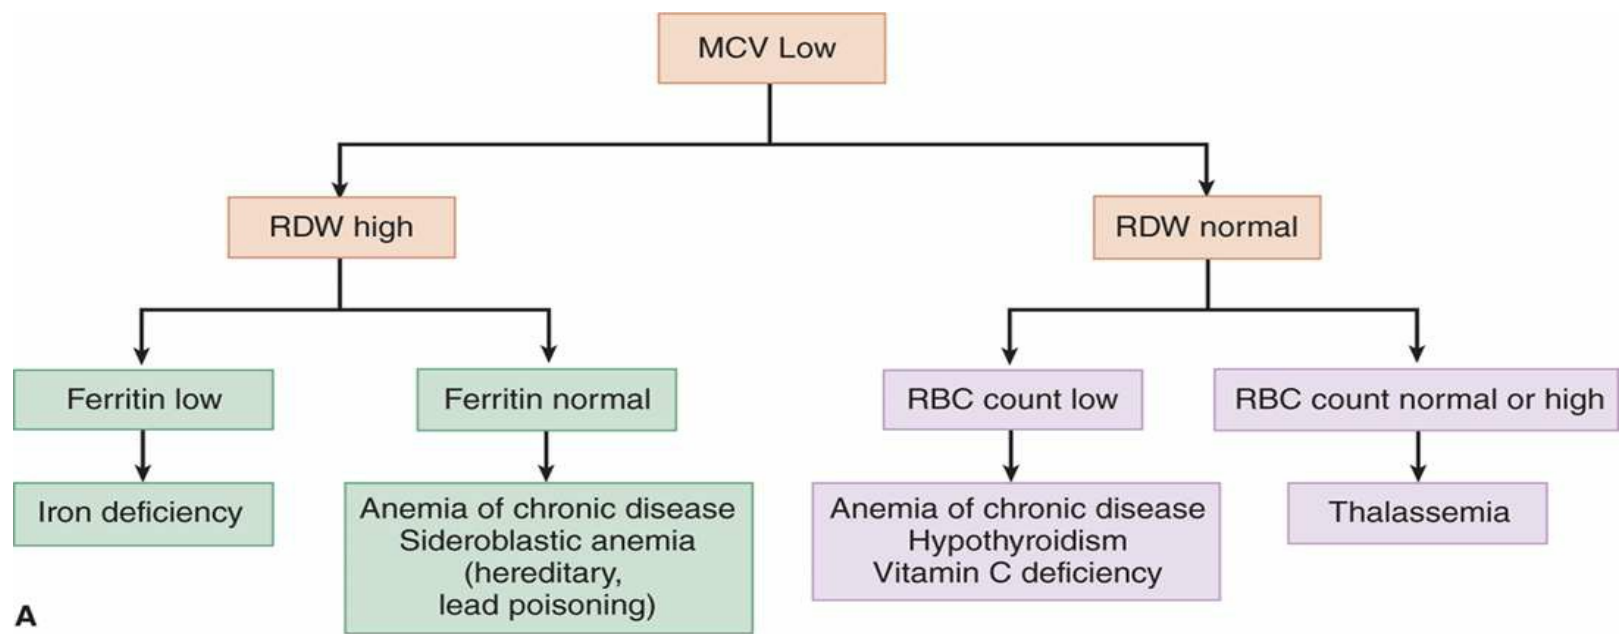 MCV Low
RDW high
RDW normal
Ferritin low
Ferritin normal
RBC count low
RBC count normal or high
Iron deficiency
Anemia of chronic disease
Sideroblastic anemia
(hereditary,
lead poisoning)
Anemia of chronic disease
Hypothyroidism
Vitamin C deficiency
Thalassemia
A